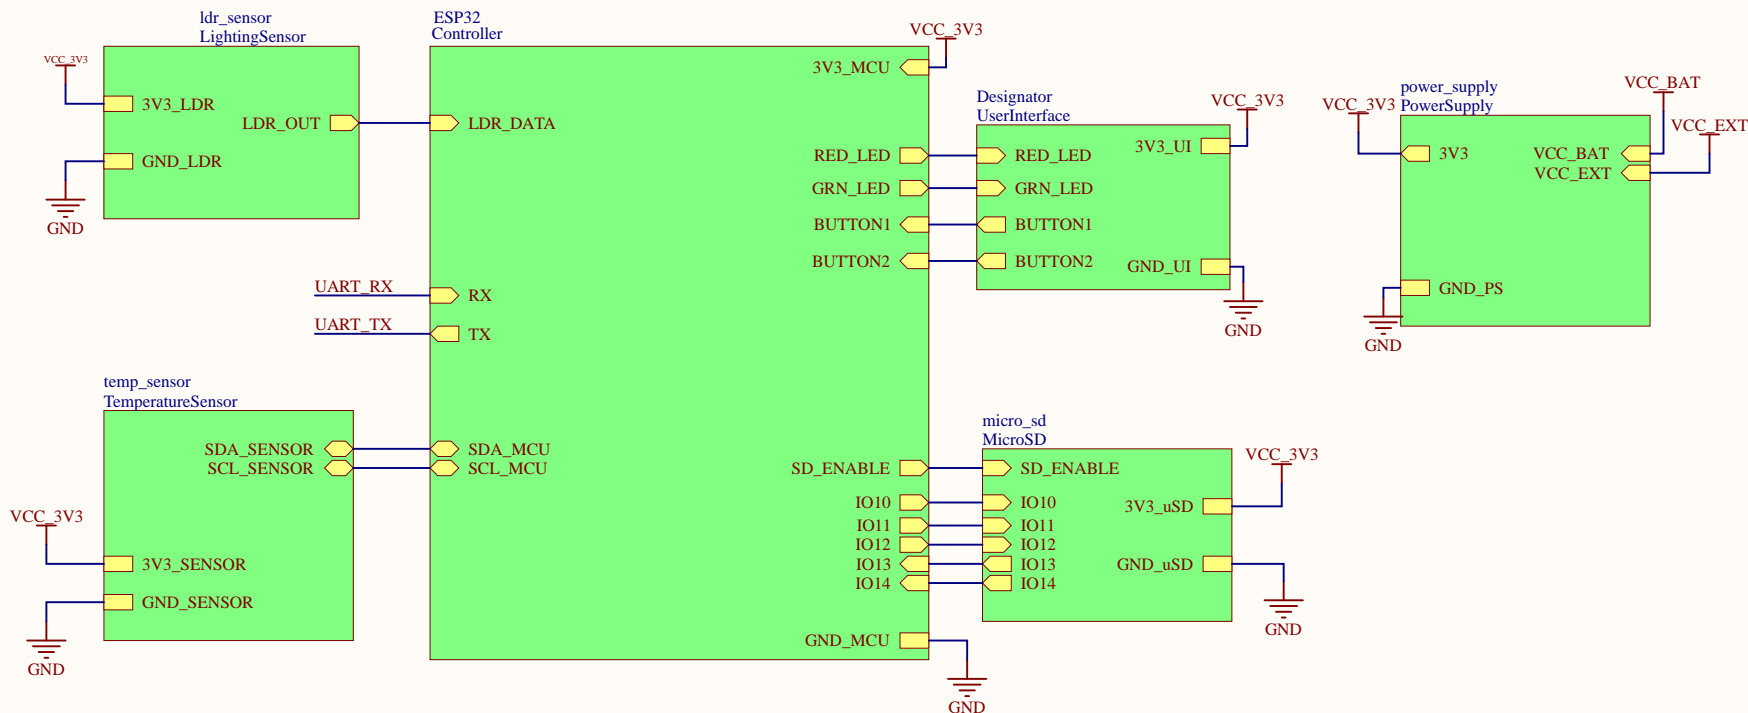 ldr_sensor
LightingSensor
VCC_3V3
3V3_LDR
LDR_OUT
GND_LDR
GND
ESP32
Controller
VCC_3V3
3V3_MCU
LDR_DATA
RED_LED
GRN_LED
BUTTON1
BUTTON2
UART_RX
RX
UART_TX
TX
SDA_MCU
SCL_MCU
SD_ENABLE
IO10
IO11
IO12
IO13
IO14
GND_MCU
GND
Designator
UserInterface
VCC_3V3
3V3_UI
RED_LED
GRN_LED
BUTTON1
BUTTON2
GND_UI
GND
power_supply
PowerSupply
VCC_3V3
VCC_BAT
VCC_EXT
3V3
VCC_BAT
VCC_EXT
GND_PS
GND
temp_sensor
TemperatureSensor
SDA_SENSOR
SCL_SENSOR
VCC_3V3
3V3_SENSOR
GND_SENSOR
GND
micro_sd
MicroSD
VCC_3V3
SD_ENABLE
IO10
IO11
IO12
IO13
IO14
3V3_uSD
GND_uSD
GND